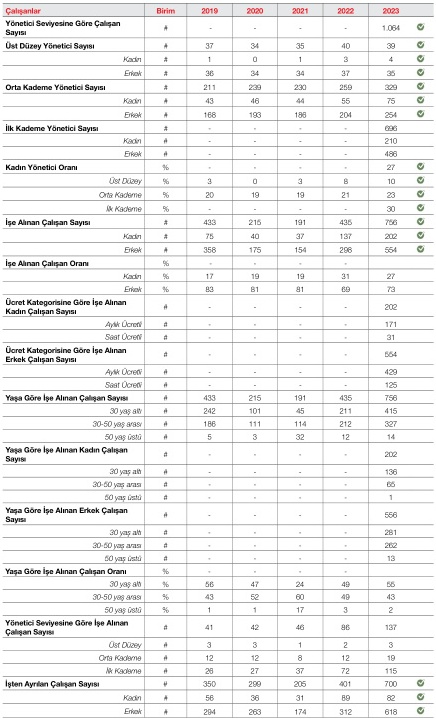 Çalışanlar Birim 2019 2020 2021 2022 2023
Yönetici Seviyesine Göre Çalışan
Sayısı # - - - - 1.064
Üst Düzey Yönetici Sayısı # 37 34 35 40 39
Kadın # 1 0 1 3 4
Erkek # 36 34 34 37 35
Orta Kademe Yönetici Sayısı # 211 239 230 259 329
Kadın # 43 46 44 55 75
Erkek # 168 193 186 204 254
İlk Kademe Yönetici Sayısı # - - - - 696
Kadın # - - - - 210
Erkek # - - - - 486
Kadın Yönetici Oranı % - - - - 27
Üst Düzey % 3 0 3 8 10
Orta Kademe % 20 19 19 21 23
İlk Kademe % - - - - 30
İşe Alınan Çalışan Sayısı # 433 215 191 435 756
Kadın # 75 40 37 137 202
Erkek # 358 175 154 298 554
İşe Alınan Çalışan Oranı % - - - -
Kadın # 17 19 19 31 27
Erkek % 83 81 81 69 73
Ücret Kategorisine Göre İşe Alınan
Kadın Çalışan Sayısı # - - - - 202
Aylık Ücretli # - - - - 171
Saat Ücretli # - - - - 31
Ücret Kategorisine Göre İşe Alınan
Erkek Çalışan Sayısı # - - - - 554
Aylık Ücretli # - - - - 429
Saat Ücretli # - - - - 125
Yaşa Göre İşe Alınan Çalışan Sayısı # 433 215 191 435 756
30 yaş altı # 242 101 45 211 415
30-50 yaş arası # 186 111 114 212 327
50 yaş üstü # 5 3 32 12 14
Yaşa Göre İşe Alınan Kadın Çalışan
Sayısı # - - - - 202
30 yaş altı # - - - - 136
30-50 yaş arası # - - - - 65
50 yaş üstü # - - - - 1
Yaşa Göre İşe Alınan Erkek Çalışan
Sayısı # - - - - 556
30 yaş altı # - - - - 281
30-50 yaş arası # - - - - 262
50 yaş üstü # - - - - 13
Yaşa Göre İşe Alınan Çalışan Oranı % - - - -
30 yaş altı % 56 47 24 49 55
30-50 yaş arası % 43 52 60 49 43
50 yaş üstü % 1 1 17 3 2
Yönetici Seviyesine Göre İşe Alınan
Çalışan Sayısı # 41 42 46 86 137
Üst Düzey # 3 3 1 2 3
Orta Kademe # 12 12 8 12 19
İlk Kademe # 26 27 37 72 115
İşten Ayrılan Çalışan Sayısı # 350 299 205 401 700
Kadın # 56 36 31 89 82
Erkek # 294 263 174 312 618